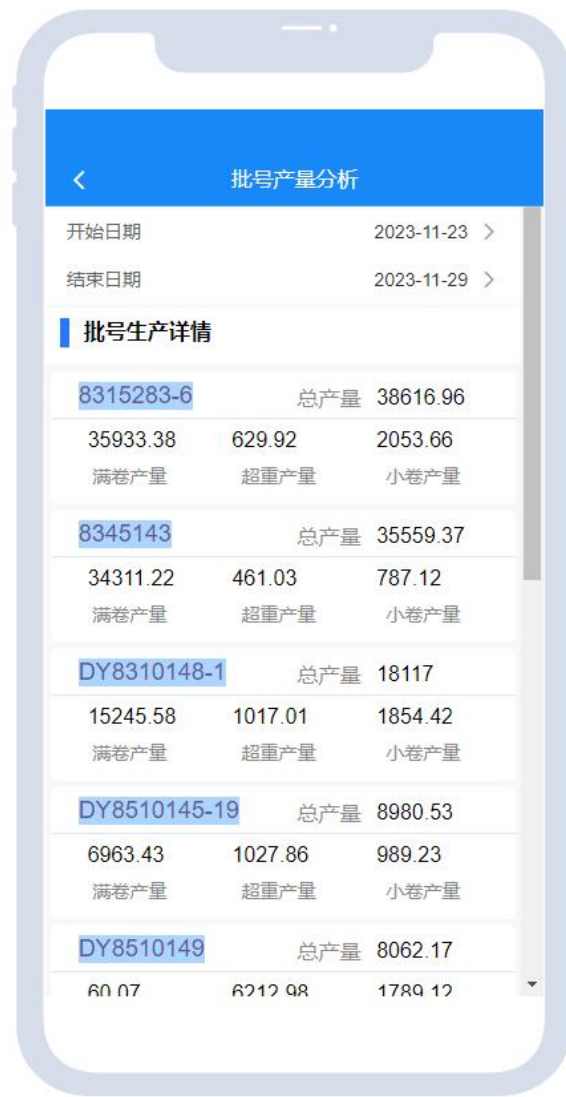 批号产量分析
开始日期 2023-11-23
结束日期 2023-11-29
批号生产详情
8315283-6 总产量 38616.96
35933.38 629.92 2053.66
满卷产量 超重产量 小卷产量
8345143 总产量 35559.37
34311.22 461.03 787.12
满卷产量 超重产量 小卷产量
DY8310148-1 总产量 18117
15245.58 1017.01 1854.42
满卷产量 超重产量 小卷产量
DY8510145-19 总产量 8980.53
6963.43 1027.86 989.23
满卷产量 超重产量 小卷产量
DY8510149 总产量 8062.17
60.07 6212.98 1789.12